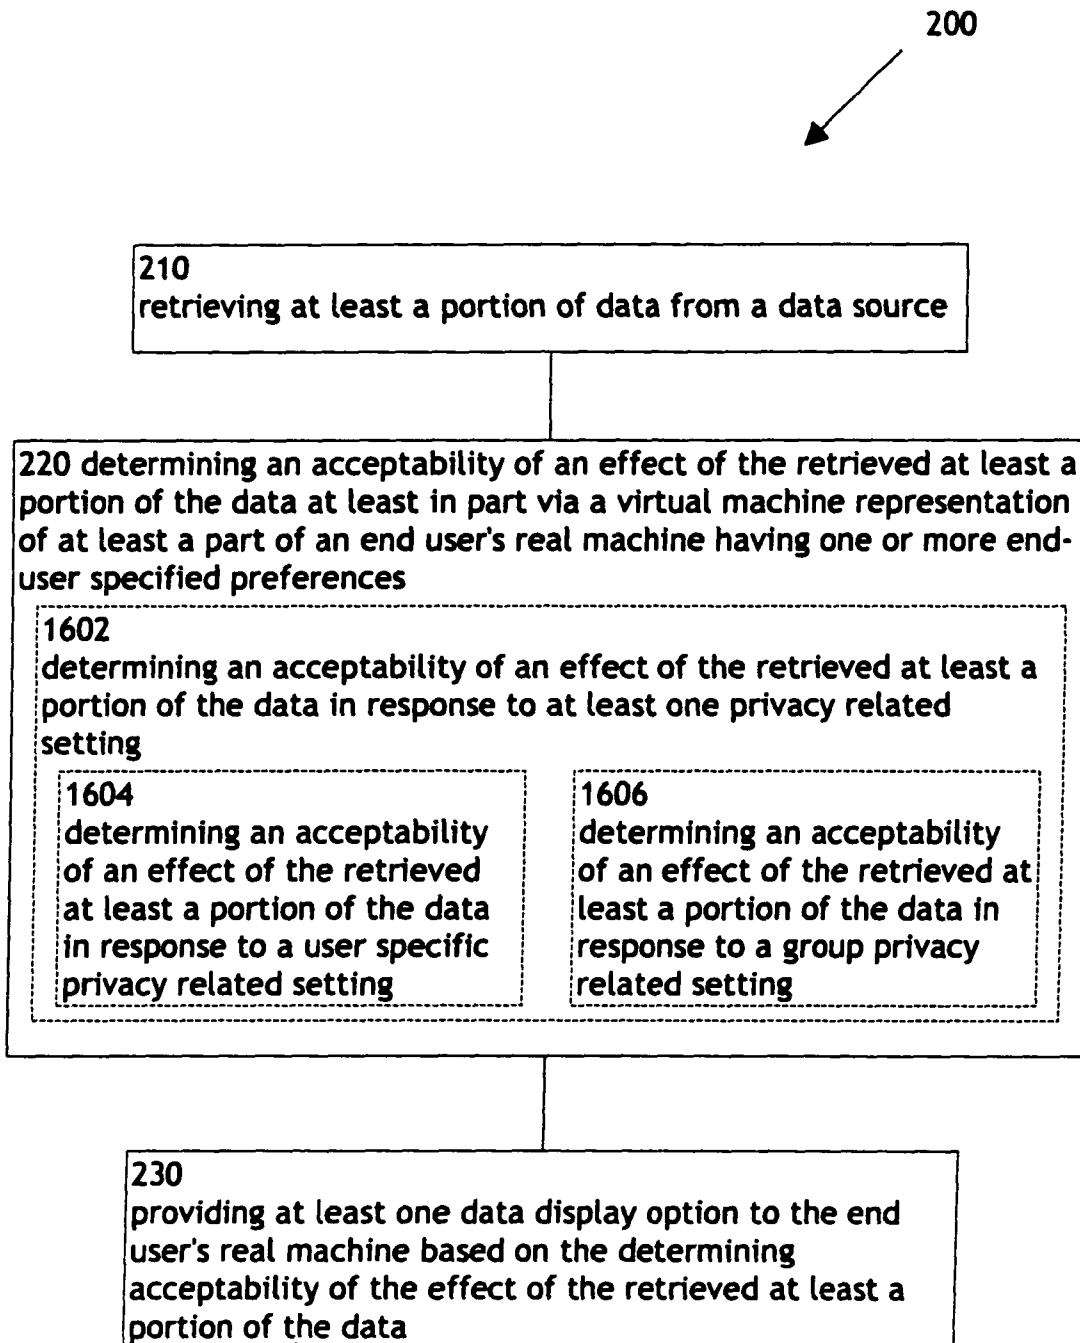 200
210
retrieving at least a portion of data from a data source
220 determining an acceptability of an effect of the retrieved at least a
portion of the data at least in part via a virtual machine representation
of at least a part of an end user's real machine having one or more end-
user specified preferences
1602
determining an acceptability of an effect of the retrieved at least a
portion of the data in response to at least one privacy related
setting
1604
determining an acceptability
of an effect of the retrieved
at least a portion of the data
in response to a user specific
privacy related setting
1606
determining an acceptability
of an effect of the retrieved at
least a portion of the data in
response to a group privacy
related setting
230
providing at least one data display option to the end
user's real machine based on the determining
acceptability of the effect of the retrieved at least a
portion of the data